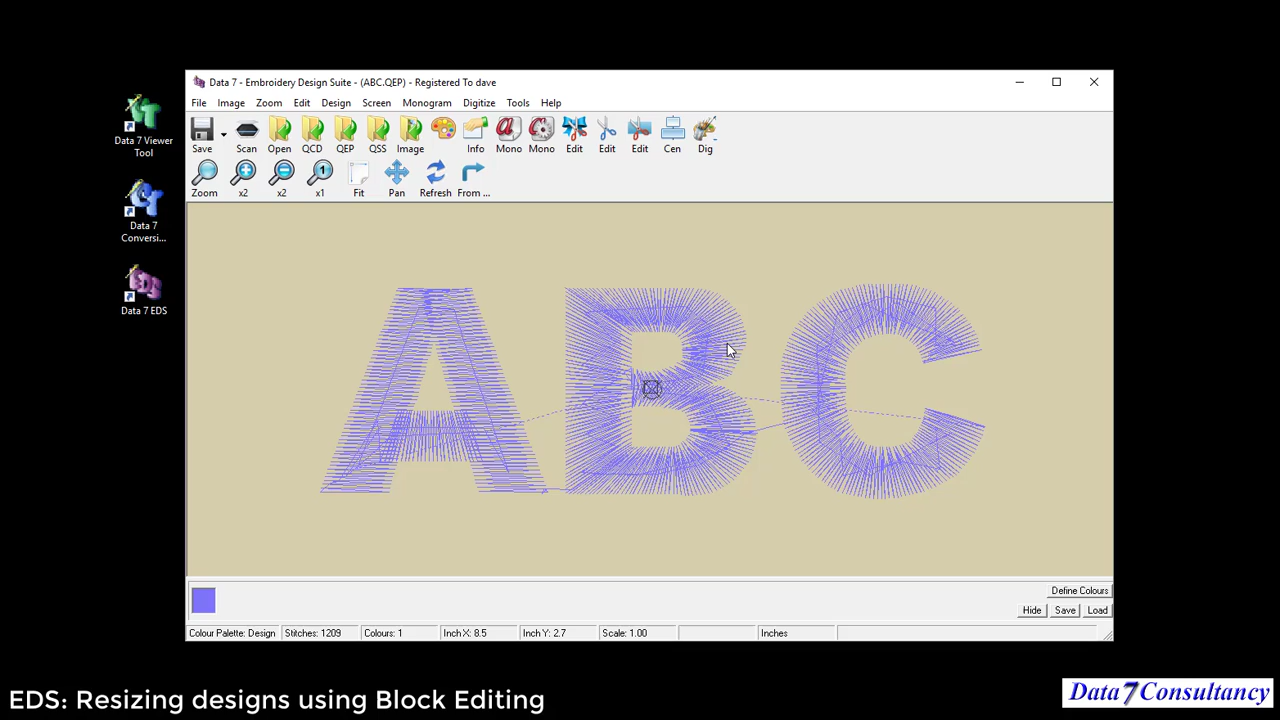 Data 7 - Embroidery Design Suite - (ABC.QEP) - Registered To dave
File Image Zoom Edit Design Screen Monogram Digitize Tools Help
Save Scan Open QCD QEP QSS Image Info Mono Mono Edit Edit Edit Cen Dig
Zoom x2 x2 x1 Fit Pan Refresh From ...
Data 7 Viewer
Tool
Data 7
Conversi...
Data 7 EDS
ABC
Define Colours
Hide Save Load
Colour Palette: Design Stitches: 1209 Colours: 1 Inch X: 8.5 Inch Y: 2.7 Scale: 1.00 Inches
EDS: Resizing designs using Block Editing
Data7Consultancy